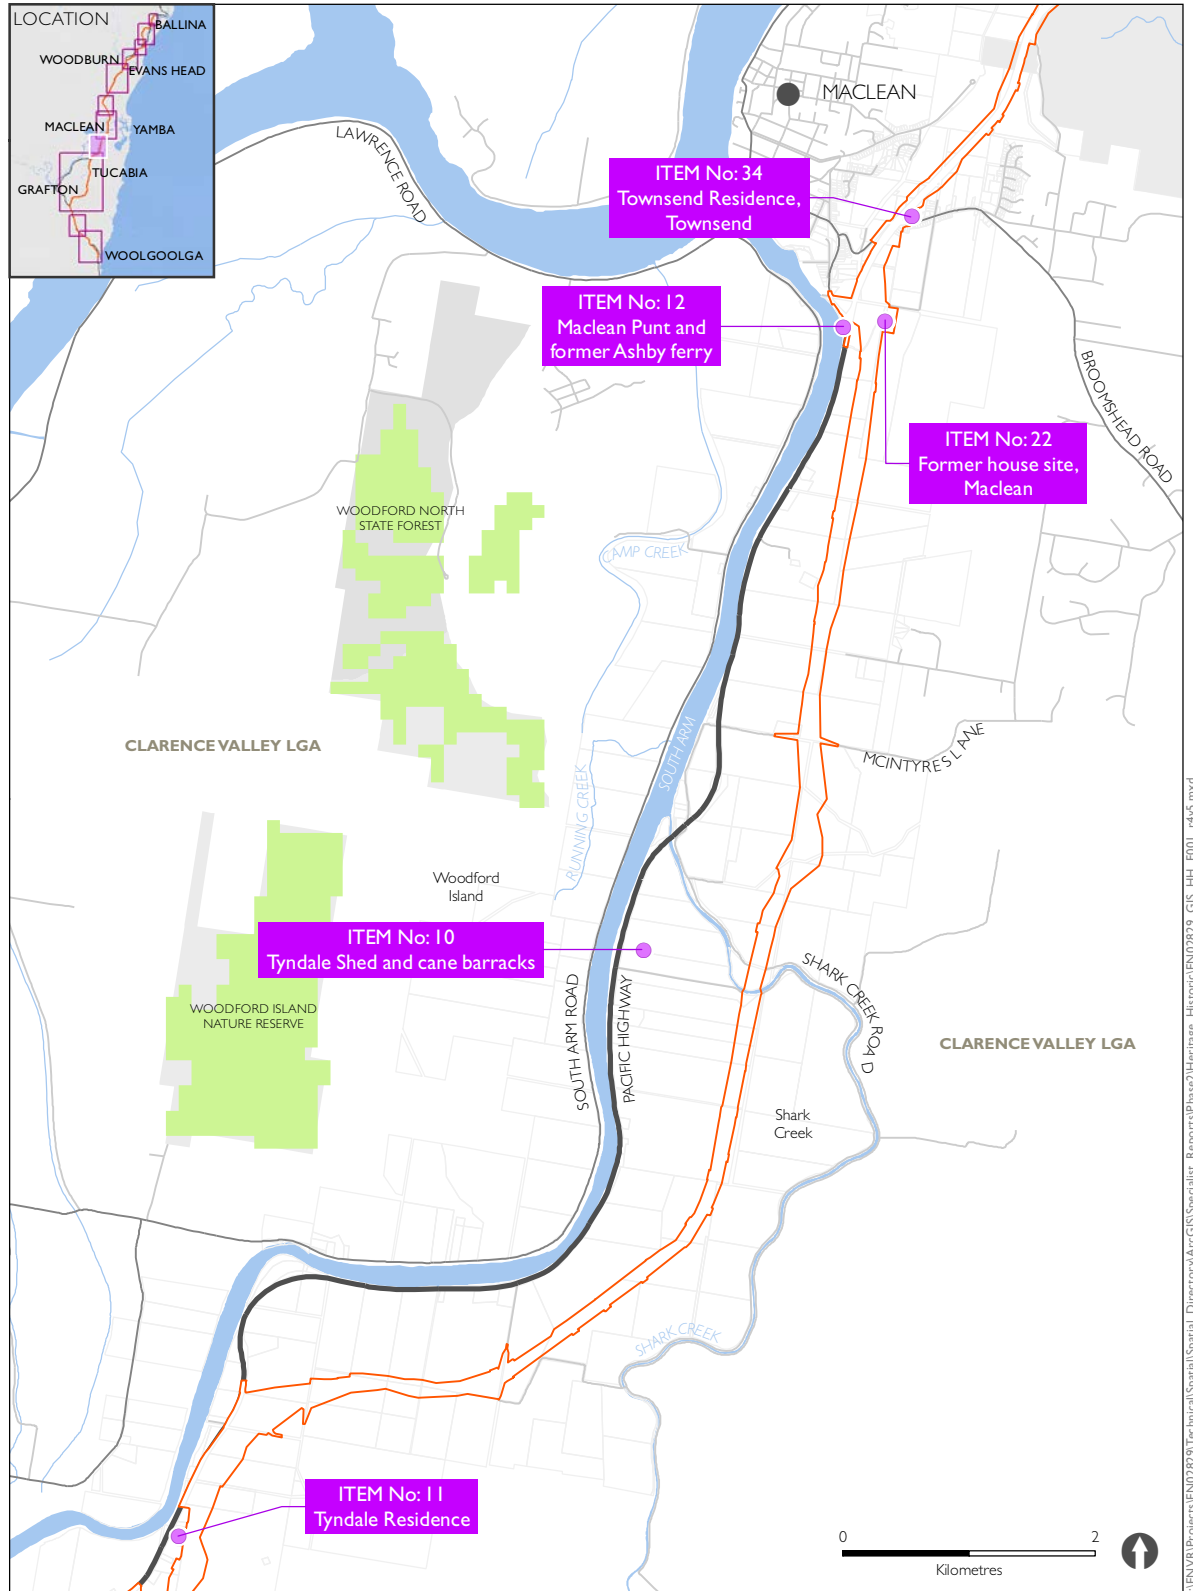 LOCATION
BALLINA
WOODBURN
EVANS HEAD
MACLEAN
YAMBA
TUCABIA
GRAFTON
WOOLGOOLGA
MACLEAN
LAWRENCE ROAD
ITEM No: 34
Townsend Residence,
Townsend
ITEM No: 12
Maclean Punt and
former Ashby ferry
BROOMSHEAD ROAD
ITEM No: 22
Former house site,
Maclean
WOODFORD NORTH
STATE FOREST
CAMP CREEK
CLARENCE VALLEY LGA
SOUTH ARM
MCINTYRES LANE
RUNNING CREEK
Woodford
Island
ITEM No: 10
Tyndale Shed and cane barracks
SHARK CREEK ROAD
WOODFORD ISLAND
NATURE RESERVE
SOUTH ARM ROAD
PACIFIC HIGHWAY
CLARENCE VALLEY LGA
Shark
Creek
SHARK CREEK
ITEM No: 11
Tyndale Residence
0 2
Kilometres